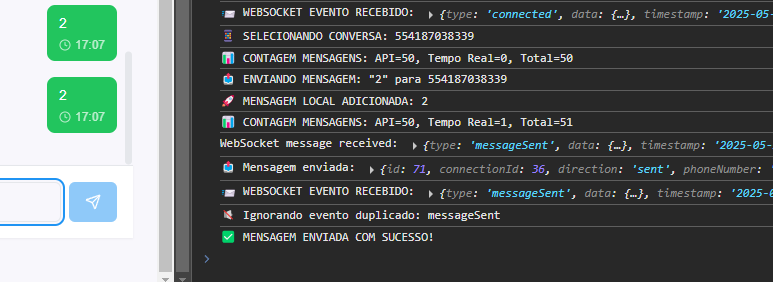 2
17:07
2
17:07
WEBSOCKET EVENTO RECEBIDO: ▸ {type: 'connected', data: {…}, timestamp: '2025-05-
SELECIONANDO CONVERSA: 554187038339
CONTAGEM MENSAGENS: API=50, Tempo Real=0, Total=50
ENVIANDO MENSAGEM: "2" para 554187038339
MENSAGEM LOCAL ADICIONADA: 2
CONTAGEM MENSAGENS: API=50, Tempo Real=1, Total=51
WebSocket message received: ▸ {type: 'messageSent', data: {…}, timestamp: '2025-05-
Mensagem enviada: ▸ {id: 71, connectionId: 36, direction: 'sent', phoneNumber: '
WEBSOCKET EVENTO RECEBIDO: ▸ {type: 'messageSent', data: {…}, timestamp: '2025-0
Ignorando evento duplicado: messageSent
MENSAGEM ENVIADA COM SUCESSO!